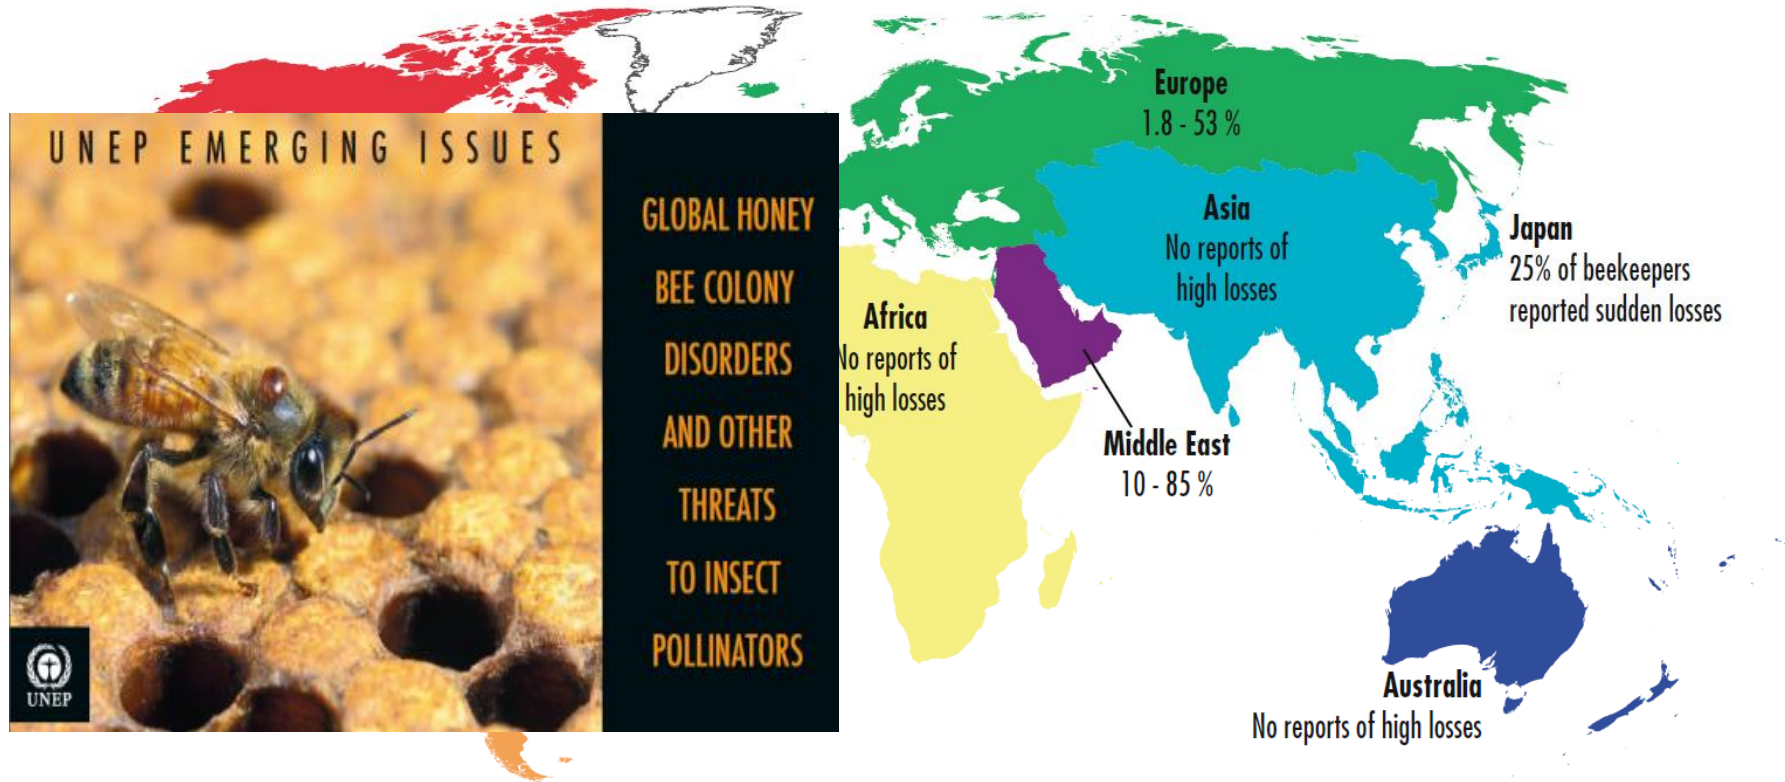 UNEP EMERGING ISSUES
GLOBAL HONEY
BEE COLONY
DISORDERS
AND OTHER
THREATS
TO INSECT
POLLINATORS
UNEP
Europe
1.8 - 53 %
Asia
No reports of
high losses
Japan
25% of beekeepers
reported sudden losses
Africa
No reports of
high losses
Middle East
10 - 85 %
Australia
No reports of high losses